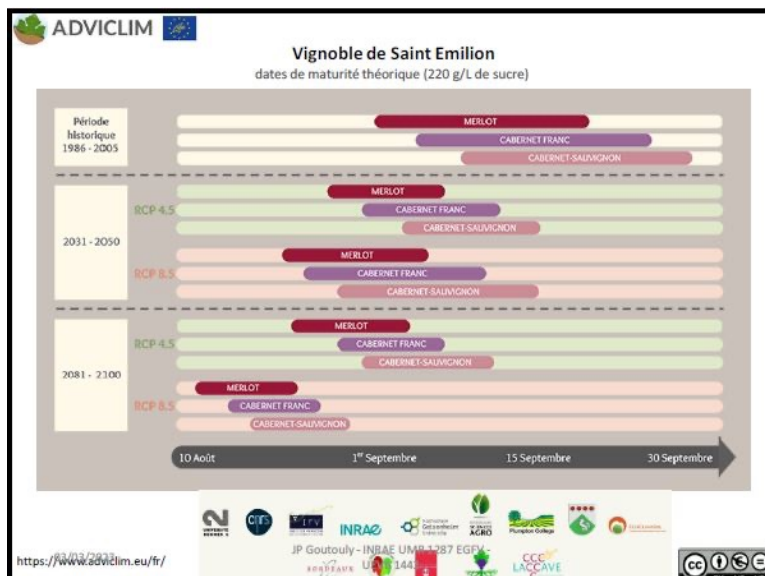 ADVICLIM
Vignoble de Saint Emilion
dates de maturité théorique (220 g/L de sucre)
Période
historique
1986 - 2005
MERLOT
CABERNET FRANC
CABERNET-SAUVIGNON
2031 - 2050
RCP 4.5
MERLOT
CABERNET FRANC
CABERNET-SAUVIGNON
RCP 8.5
MERLOT
CABERNET FRANC
CABERNET-SAUVIGNON
2081 - 2100
RCP 4.5
MERLOT
CABERNET FRANC
CABERNET-SAUVIGNON
RCP 8.5
MERLOT
CABERNET FRANC
CABERNET-SAUVIGNON
10 Août 1er Septembre 15 Septembre 30 Septembre
cnrs
INRAE
AGRO
Plumpton College
JP Goutouly - INRAE UMR 1287 EGFV -
https://www.adviclim.eu/fr/
BORDEAUX
LACCAVE
cc